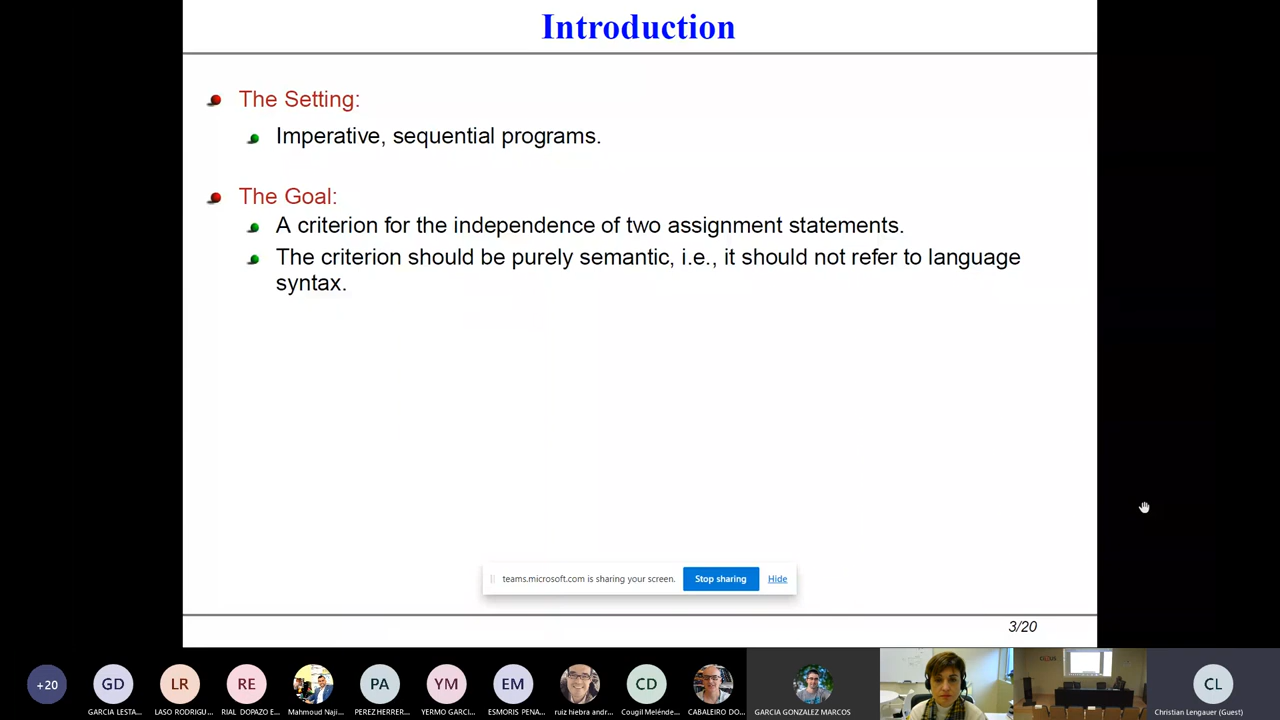 Introduction
The Setting:
Imperative, sequential programs.
The Goal:
A criterion for the independence of two assignment statements.
The criterion should be purely semantic, i.e., it should not refer to language
syntax.
teams.microsoft.com is sharing your screen. Stop sharing Hide
3/20
+20 GD LR RE PA YM EM CD CL
GARCIA LESTA... LASO RODRIGU... RIAL DOPAZO E... Mahmoud Naji... PEREZ HERRER... YERMO GARCI... ESMORIS PENA... ruiz hiebra andr... Cougil Melénde... CABALEIRO DO... GARCIA GONZALEZ MARCOS Christian Lengauer (Guest)